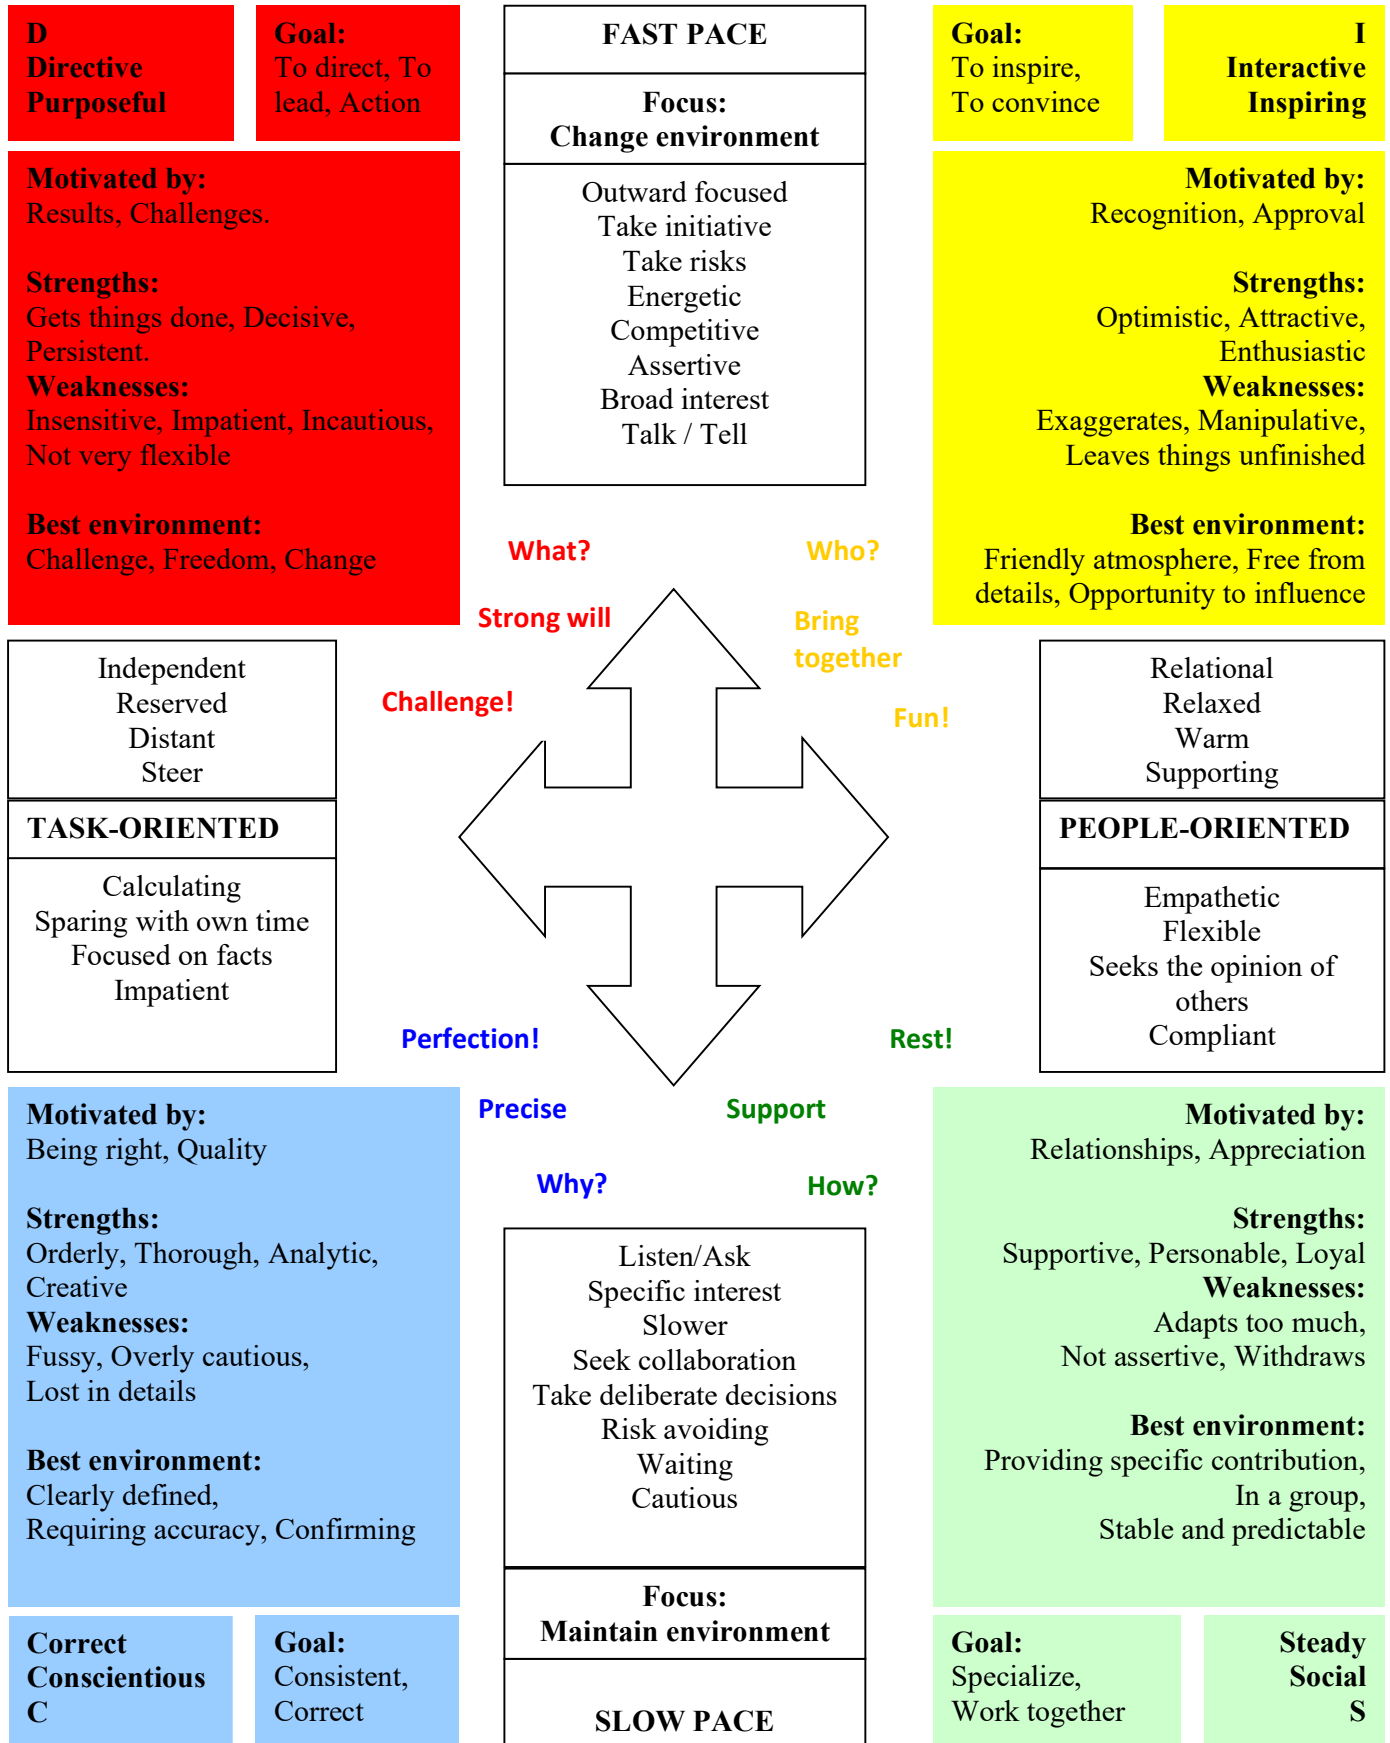 D
Directive
Purposeful
Goal:
To direct, To
lead, Action
FAST PACE
Focus:
Change environment
Goal:
To inspire,
To convince
I
Interactive
Inspiring
Motivated by:
Results, Challenges.
Strengths:
Gets things done, Decisive,
Persistent.
Weaknesses:
Insensitive, Impatient, Incautious,
Not very flexible
Best environment:
Challenge, Freedom, Change
Outward focused
Take initiative
Take risks
Energetic
Competitive
Assertive
Broad interest
Talk / Tell
Motivated by:
Recognition, Approval
Strengths:
Optimistic, Attractive,
Enthusiastic
Weaknesses:
Exaggerates, Manipulative,
Leaves things unfinished
Best environment:
Friendly atmosphere, Free from
details, Opportunity to influence
What?
Strong will
Challenge!
Who?
Bring
together
Fun!
Independent
Reserved
Distant
Steer
TASK-ORIENTED
Calculating
Sparing with own time
Focused on facts
Impatient
Relational
Relaxed
Warm
Supporting
PEOPLE-ORIENTED
Empathetic
Flexible
Seeks the opinion of
others
Compliant
Perfection!
Precise
Why?
Rest!
Support
How?
Motivated by:
Being right, Quality
Strengths:
Orderly, Thorough, Analytic,
Creative
Weaknesses:
Fussy, Overly cautious,
Lost in details
Best environment:
Clearly defined,
Requiring accuracy, Confirming
Listen/Ask
Specific interest
Slower
Seek collaboration
Take deliberate decisions
Risk avoiding
Waiting
Cautious
Motivated by:
Relationships, Appreciation
Strengths:
Supportive, Personable, Loyal
Weaknesses:
Adapts too much,
Not assertive, Withdraws
Best environment:
Providing specific contribution,
In a group,
Stable and predictable
Correct
Conscientious
C
Goal:
Consistent,
Correct
Focus:
Maintain environment
SLOW PACE
Goal:
Specialize,
Work together
Steady
Social
S